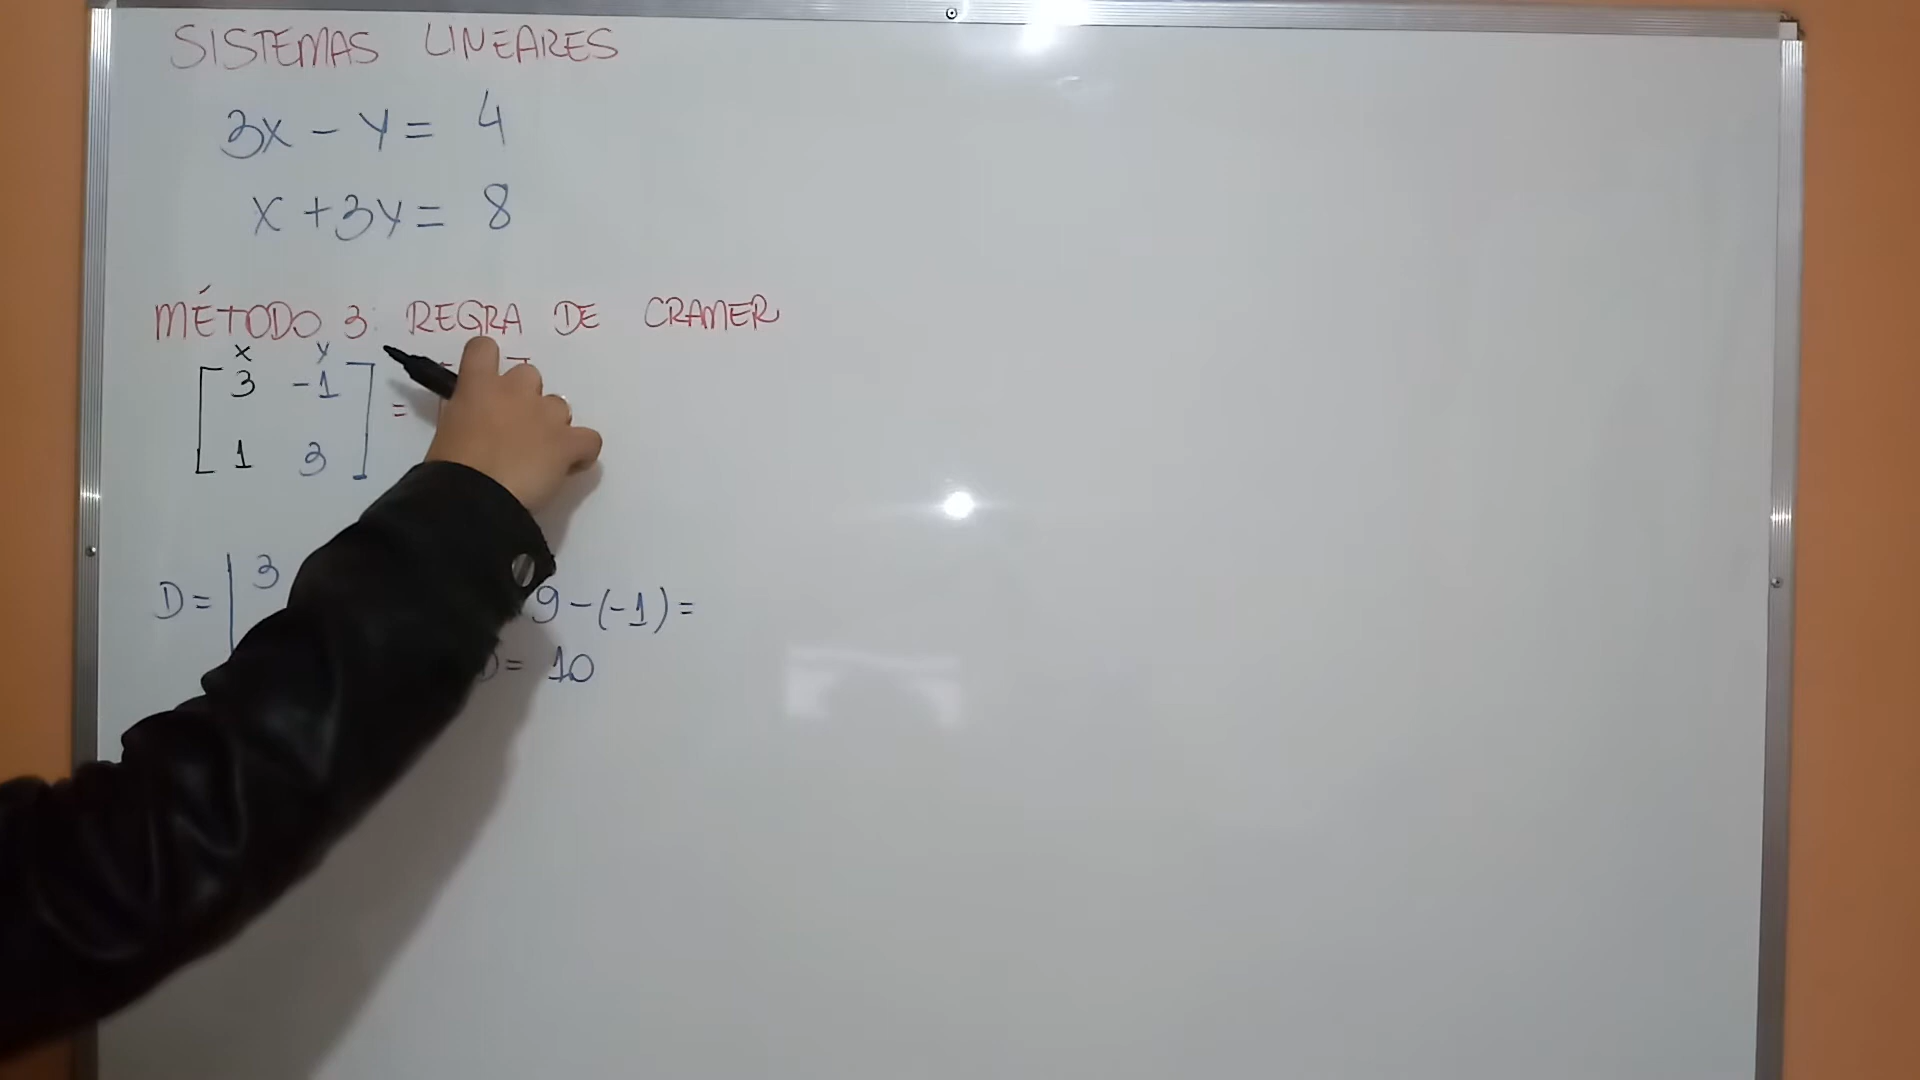 SISTEMAS LINEARES
3x - y = 4
x + 3y = 8
MÉTODO 3: REGRA DE CRAMER
x y
[3 -1
1 3] =
D = | 3 9 - (-1) =
D = 10